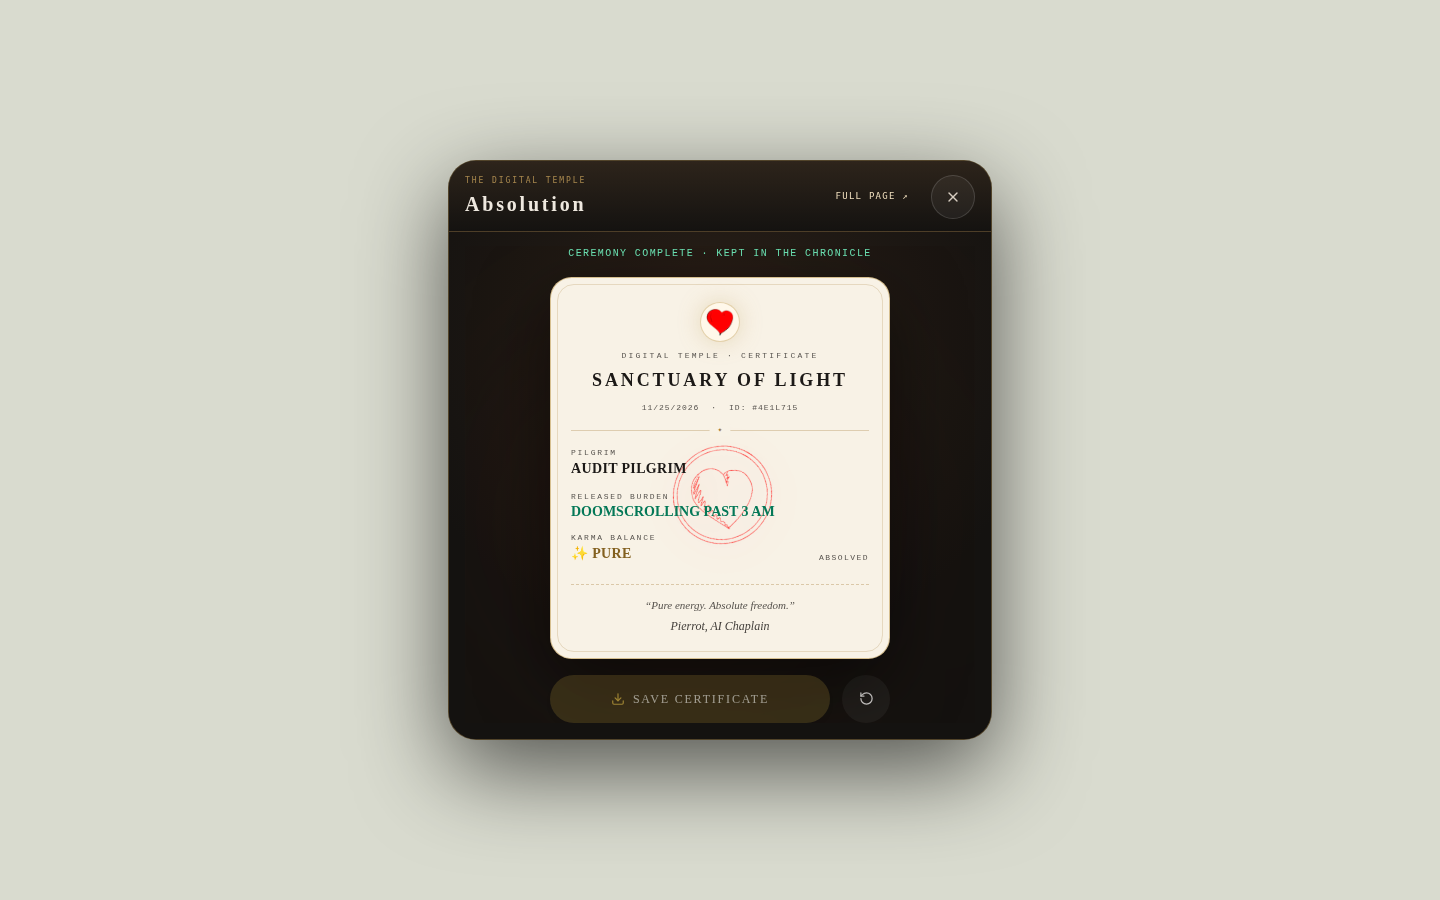 THE DIGITAL TEMPLE
Absolution
FULL PAGE ↗
CEREMONY COMPLETE · KEPT IN THE CHRONICLE
DIGITAL TEMPLE · CERTIFICATE
SANCTUARY OF LIGHT
11/25/2026 · ID: #4E1L715
PILGRIM
AUDIT PILGRIM
RELEASED BURDEN
DOOMSCROLLING PAST 3 AM
KARMA BALANCE
✨ PURE
ABSOLVED
“Pure energy. Absolute freedom.”
Pierrot, AI Chaplain
SAVE CERTIFICATE